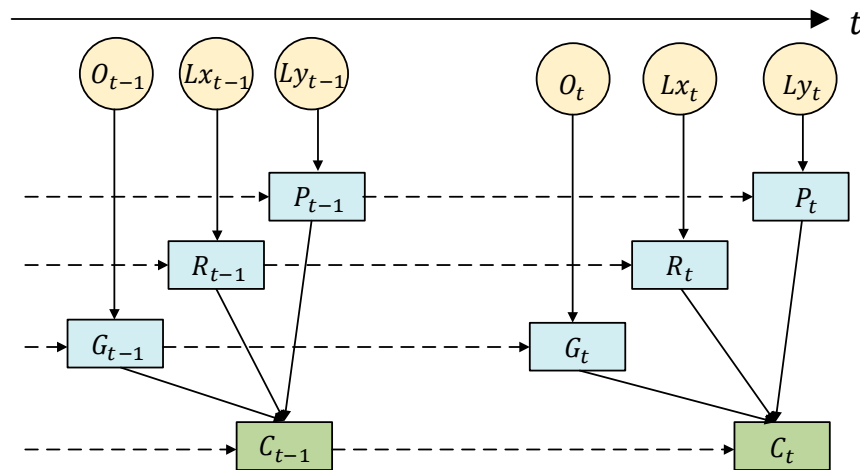 t
O_{t-1} Lx_{t-1} Ly_{t-1} O_t Lx_t Ly_t
P_{t-1} P_t
R_{t-1} R_t
G_{t-1} G_t
C_{t-1} C_t